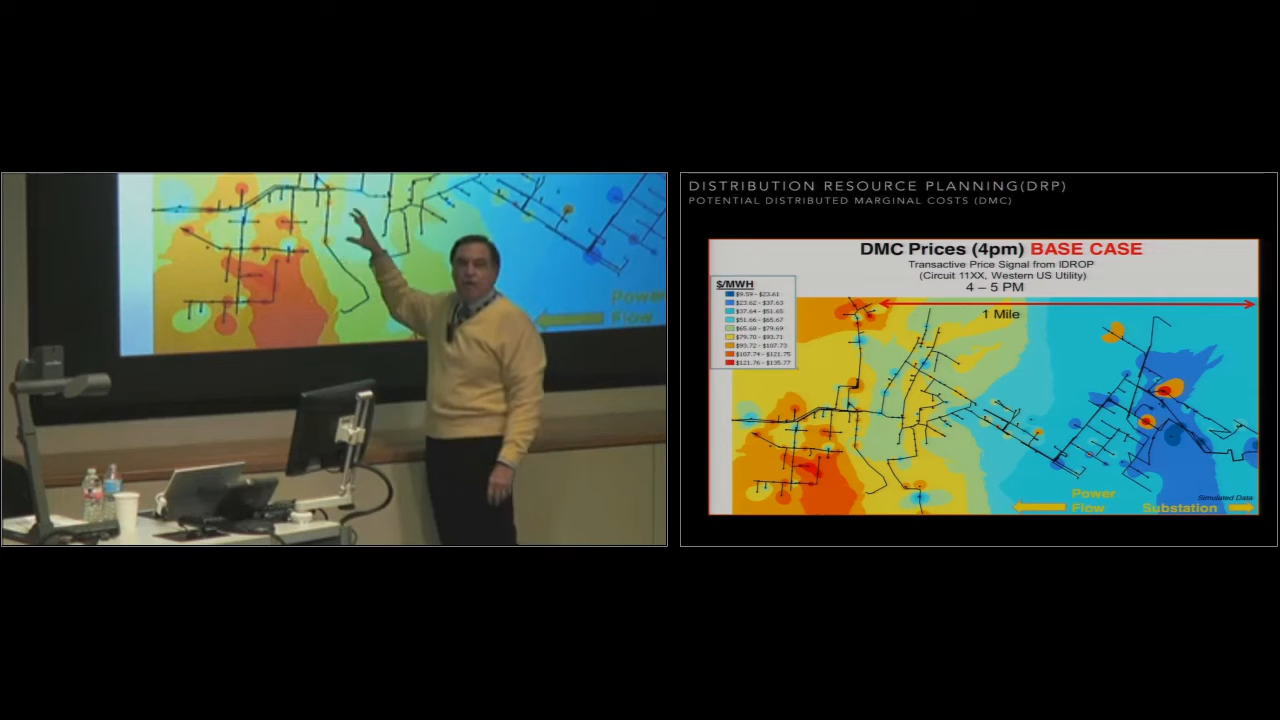 Power
Flow
DISTRIBUTION RESOURCE PLANNING(DRP)
POTENTIAL DISTRIBUTED MARGINAL COSTS (DMC)
DMC Prices (4pm) BASE CASE
Transactive Price Signal from IDROP
(Circuit 11XX, Western US Utility)
4 – 5 PM
$/MWH
$9.59 - $23.61
$23.62 - $37.63
$37.64 - $51.65
$51.66 - $65.67
$65.68 - $79.69
$79.70 - $93.71
$93.72 - $107.73
$107.74 - $121.75
$121.76 - $135.77
1 Mile
Simulated Data
Power
Flow
Substation